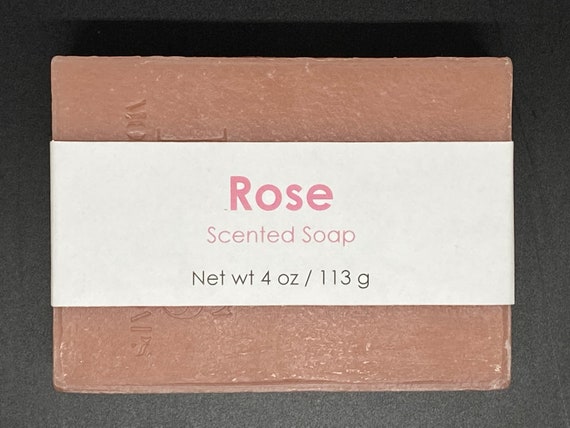 Rose
Scented Soap
Net wt 4 oz / 113 g